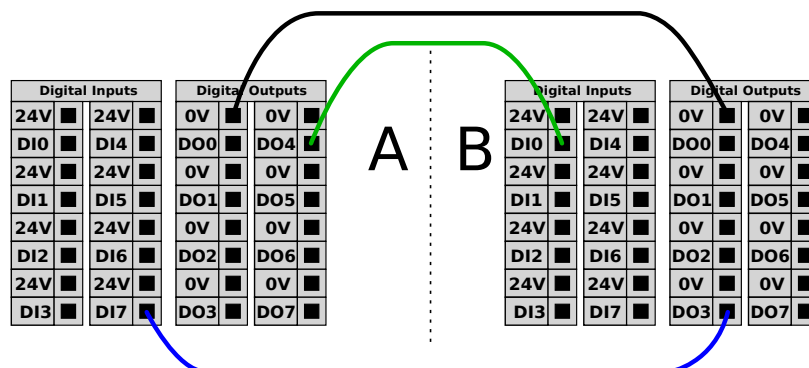 Digital Inputs Digital Outputs Digital Inputs Digital Outputs
24V 24V 0V 0V 24V 24V 0V 0V
DI0 DI4 DO0 DO4 A B DI0 DI4 DO0 DO4
24V 24V 0V 0V 24V 24V 0V 0V
DI1 DI5 DO1 DO5 DI1 DI5 DO1 DO5
24V 24V 0V 0V 24V 24V 0V 0V
DI2 DI6 DO2 DO6 DI2 DI6 DO2 DO6
24V 24V 0V 0V 24V 24V 0V 0V
DI3 DI7 DO3 DO7 DI3 DI7 DO3 DO7